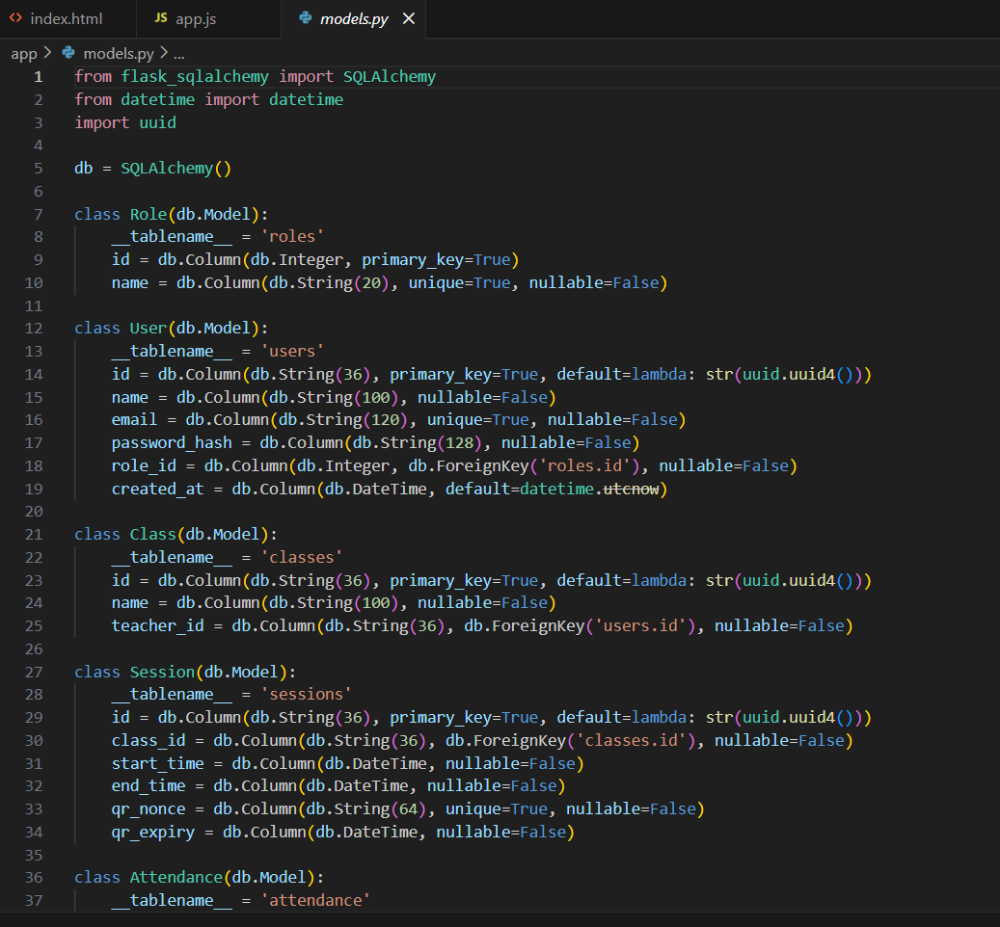 index.html
JS app.js
models.py
app > models.py > ...
1 from flask_sqlalchemy import SQLAlchemy
2 from datetime import datetime
3 import uuid
4
5 db = SQLAlchemy()
6
7 class Role(db.Model):
8     __tablename__ = 'roles'
9     id = db.Column(db.Integer, primary_key=True)
10     name = db.Column(db.String(20), unique=True, nullable=False)
11
12 class User(db.Model):
13     __tablename__ = 'users'
14     id = db.Column(db.String(36), primary_key=True, default=lambda: str(uuid.uuid4()))
15     name = db.Column(db.String(100), nullable=False)
16     email = db.Column(db.String(120), unique=True, nullable=False)
17     password_hash = db.Column(db.String(128), nullable=False)
18     role_id = db.Column(db.Integer, db.ForeignKey('roles.id'), nullable=False)
19     created_at = db.Column(db.DateTime, default=datetime.utcnow)
20
21 class Class(db.Model):
22     __tablename__ = 'classes'
23     id = db.Column(db.String(36), primary_key=True, default=lambda: str(uuid.uuid4()))
24     name = db.Column(db.String(100), nullable=False)
25     teacher_id = db.Column(db.String(36), db.ForeignKey('users.id'), nullable=False)
26
27 class Session(db.Model):
28     __tablename__ = 'sessions'
29     id = db.Column(db.String(36), primary_key=True, default=lambda: str(uuid.uuid4()))
30     class_id = db.Column(db.String(36), db.ForeignKey('classes.id'), nullable=False)
31     start_time = db.Column(db.DateTime, nullable=False)
32     end_time = db.Column(db.DateTime, nullable=False)
33     qr_nonce = db.Column(db.String(64), unique=True, nullable=False)
34     qr_expiry = db.Column(db.DateTime, nullable=False)
35
36 class Attendance(db.Model):
37     __tablename__ = 'attendance'